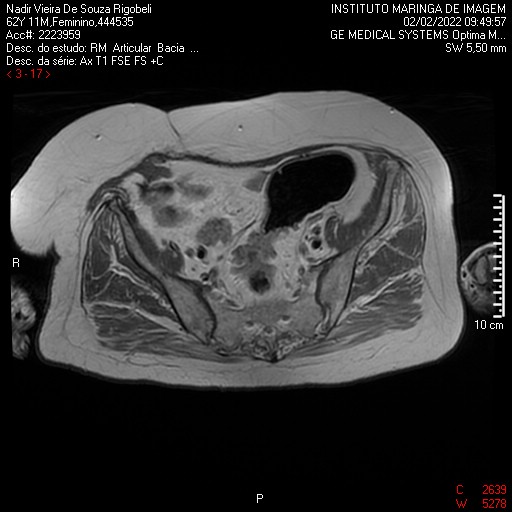 Nadir Vieira De Souza Rigobeli
62Y 11M,Feminino,444535
Acc#: 2223959
Desc. do estudo: RM Articular Bacia ...
Desc. da série: Ax T1 FSE FS +C
< 3 - 17 >
INSTITUTO MARINGA DE IMAGEM
02/02/2022 09:49:57
GE MEDICAL SYSTEMS Optima M...
SW 5,50 mm
R
10 cm
P
C 2639
W 5278